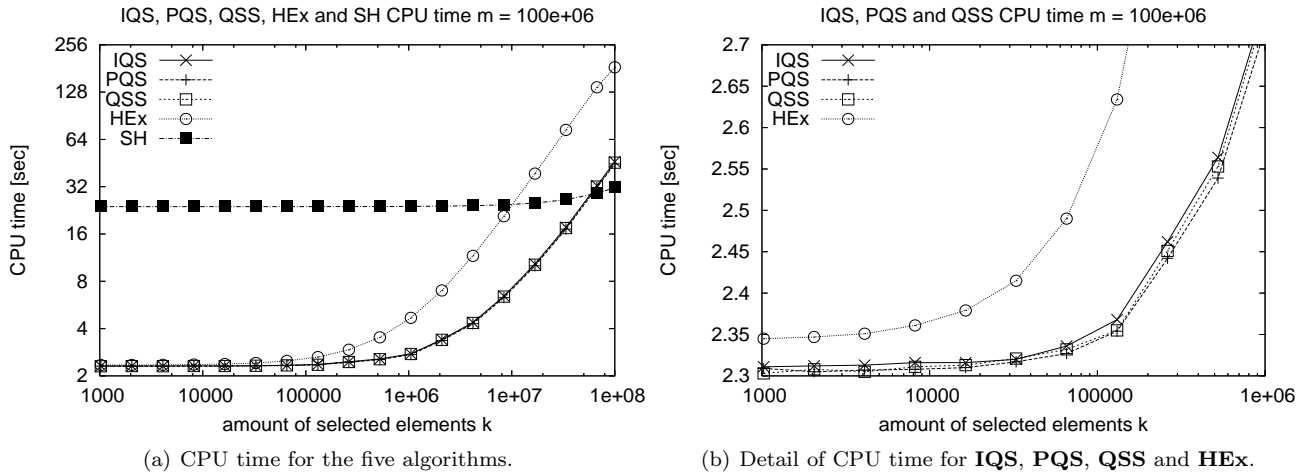 IQS, PQS, QSS, HEx and SH CPU time m = 100e+06
256
128
64
32
16
8
4
2
CPU time [sec]
IQS
PQS
QSS
HEx
SH
1000
10000
100000
1e+06
1e+07
1e+08
amount of selected elements k
(a) CPU time for the five algorithms.
IQS, PQS and QSS CPU time m = 100e+06
2.7
2.65
2.6
2.55
2.5
2.45
2.4
2.35
2.3
CPU time [sec]
IQS
PQS
QSS
HEx
1000
10000
100000
1e+06
amount of selected elements k
(b) Detail of CPU time for IQS, PQS, QSS and HEx.